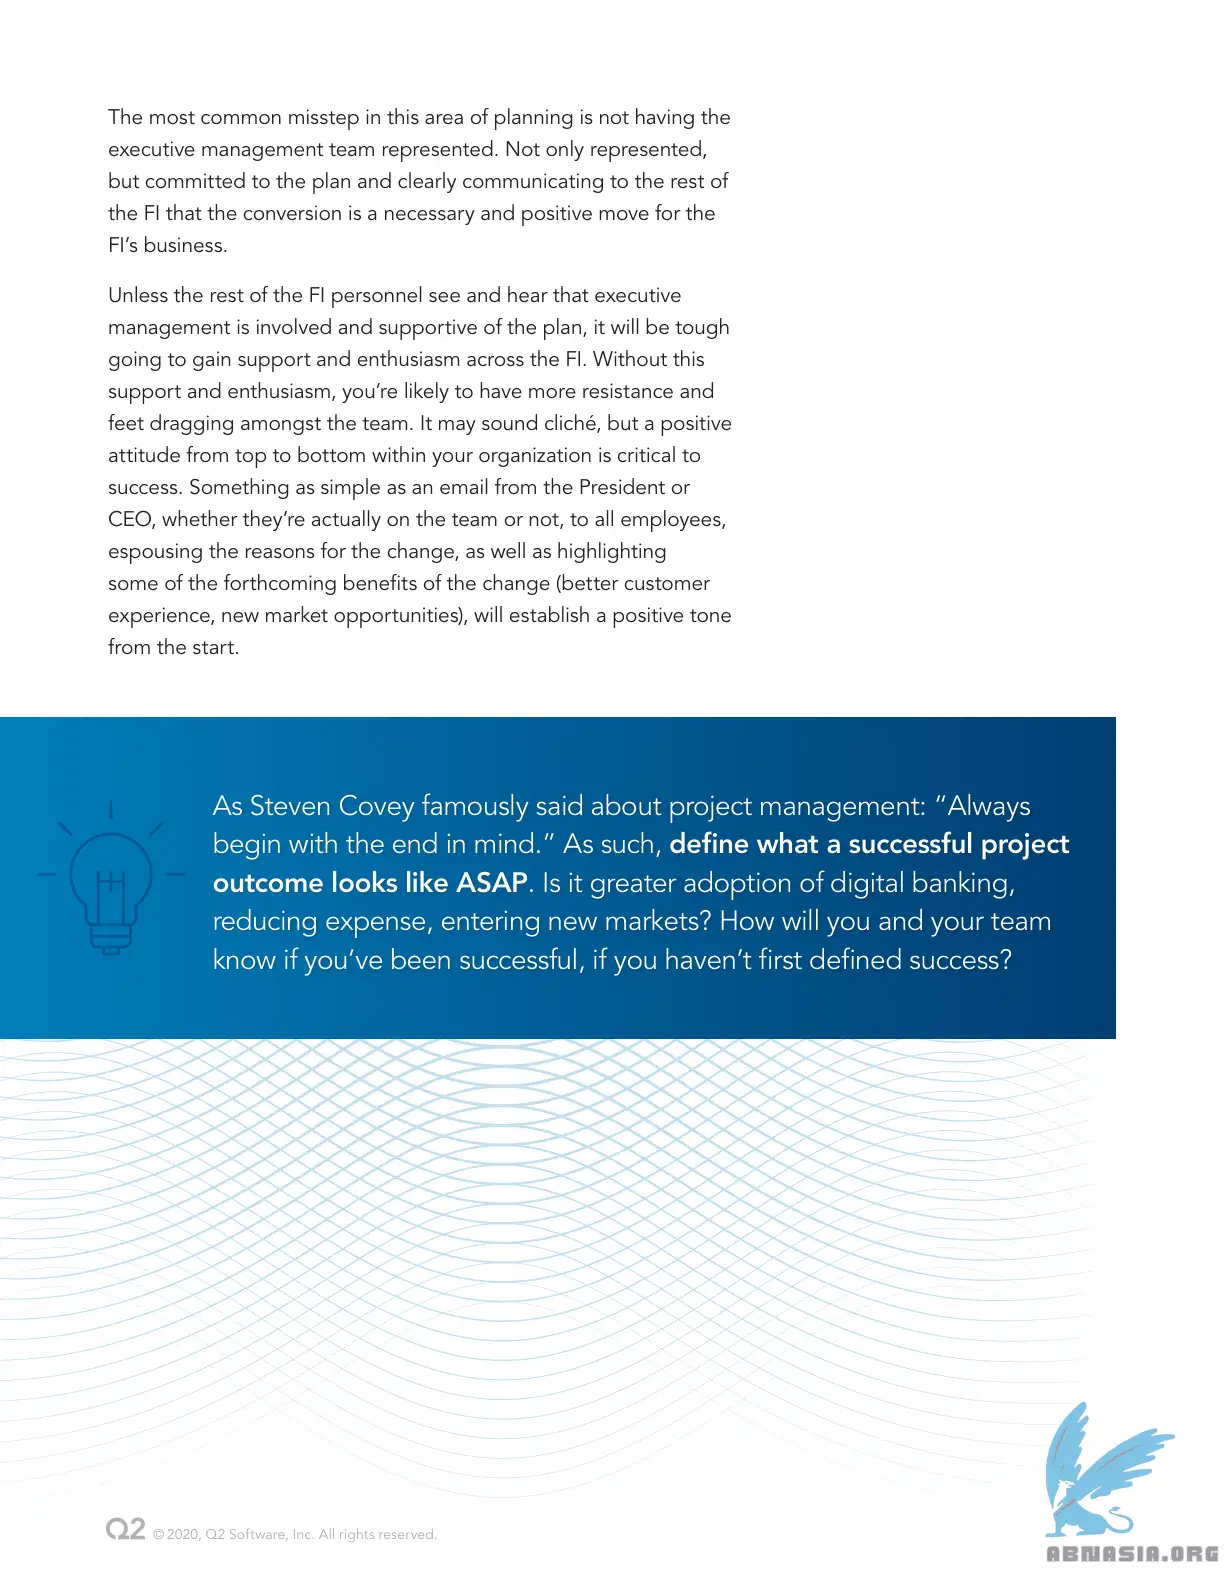 The most common misstep in this area of planning is not having the
executive management team represented. Not only represented,
but committed to the plan and clearly communicating to the rest of
the FI that the conversion is a necessary and positive move for the
FI’s business.
Unless the rest of the FI personnel see and hear that executive
management is involved and supportive of the plan, it will be tough
going to gain support and enthusiasm across the FI. Without this
support and enthusiasm, you’re likely to have more resistance and
feet dragging amongst the team. It may sound cliché, but a positive
attitude from top to bottom within your organization is critical to
success. Something as simple as an email from the President or
CEO, whether they’re actually on the team or not, to all employees,
espousing the reasons for the change, as well as highlighting
some of the forthcoming benefits of the change (better customer
experience, new market opportunities), will establish a positive tone
from the start.
As Steven Covey famously said about project management: “Always
begin with the end in mind.” As such, define what a successful project
outcome looks like ASAP. Is it greater adoption of digital banking,
reducing expense, entering new markets? How will you and your team
know if you’ve been successful, if you haven’t first defined success?
Q2 © 2020, Q2 Software, Inc. All rights reserved.
ABNASIA.ORG